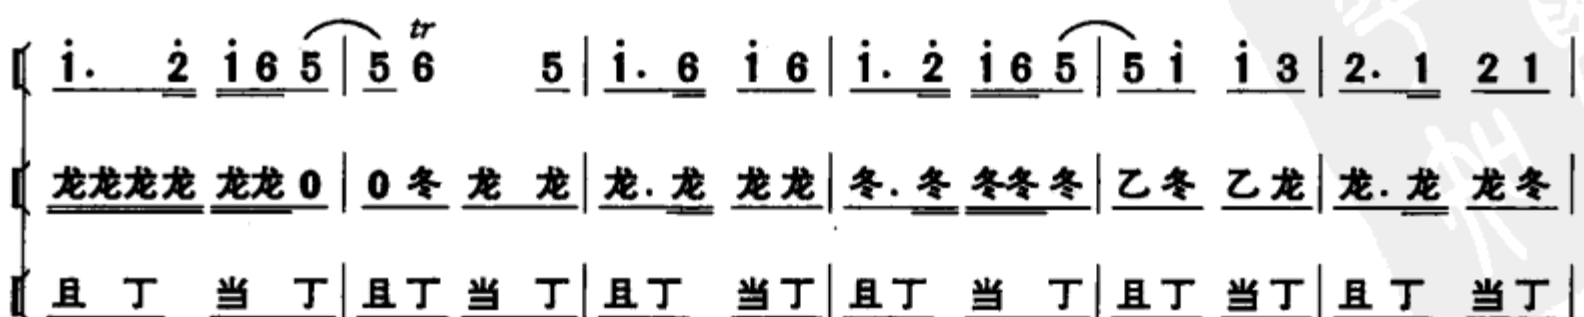 tr
i̇. 2̇ i̇ 6 5 | 5 6 5 | i̇. 6 i̇ 6 | i̇. 2̇ i̇ 6 5 | 5 i̇ i̇ 3 | 2. 1 2 1 |
龙龙龙龙 龙龙 0 | 0 冬 龙 龙 | 龙. 龙 龙龙 | 冬. 冬 冬冬冬 | 乙冬 乙龙 | 龙. 龙 龙冬
且丁 当丁 | 且丁 当丁 | 且丁 当丁 | 且丁 当丁 | 且丁 当丁 | 且丁 当丁 |